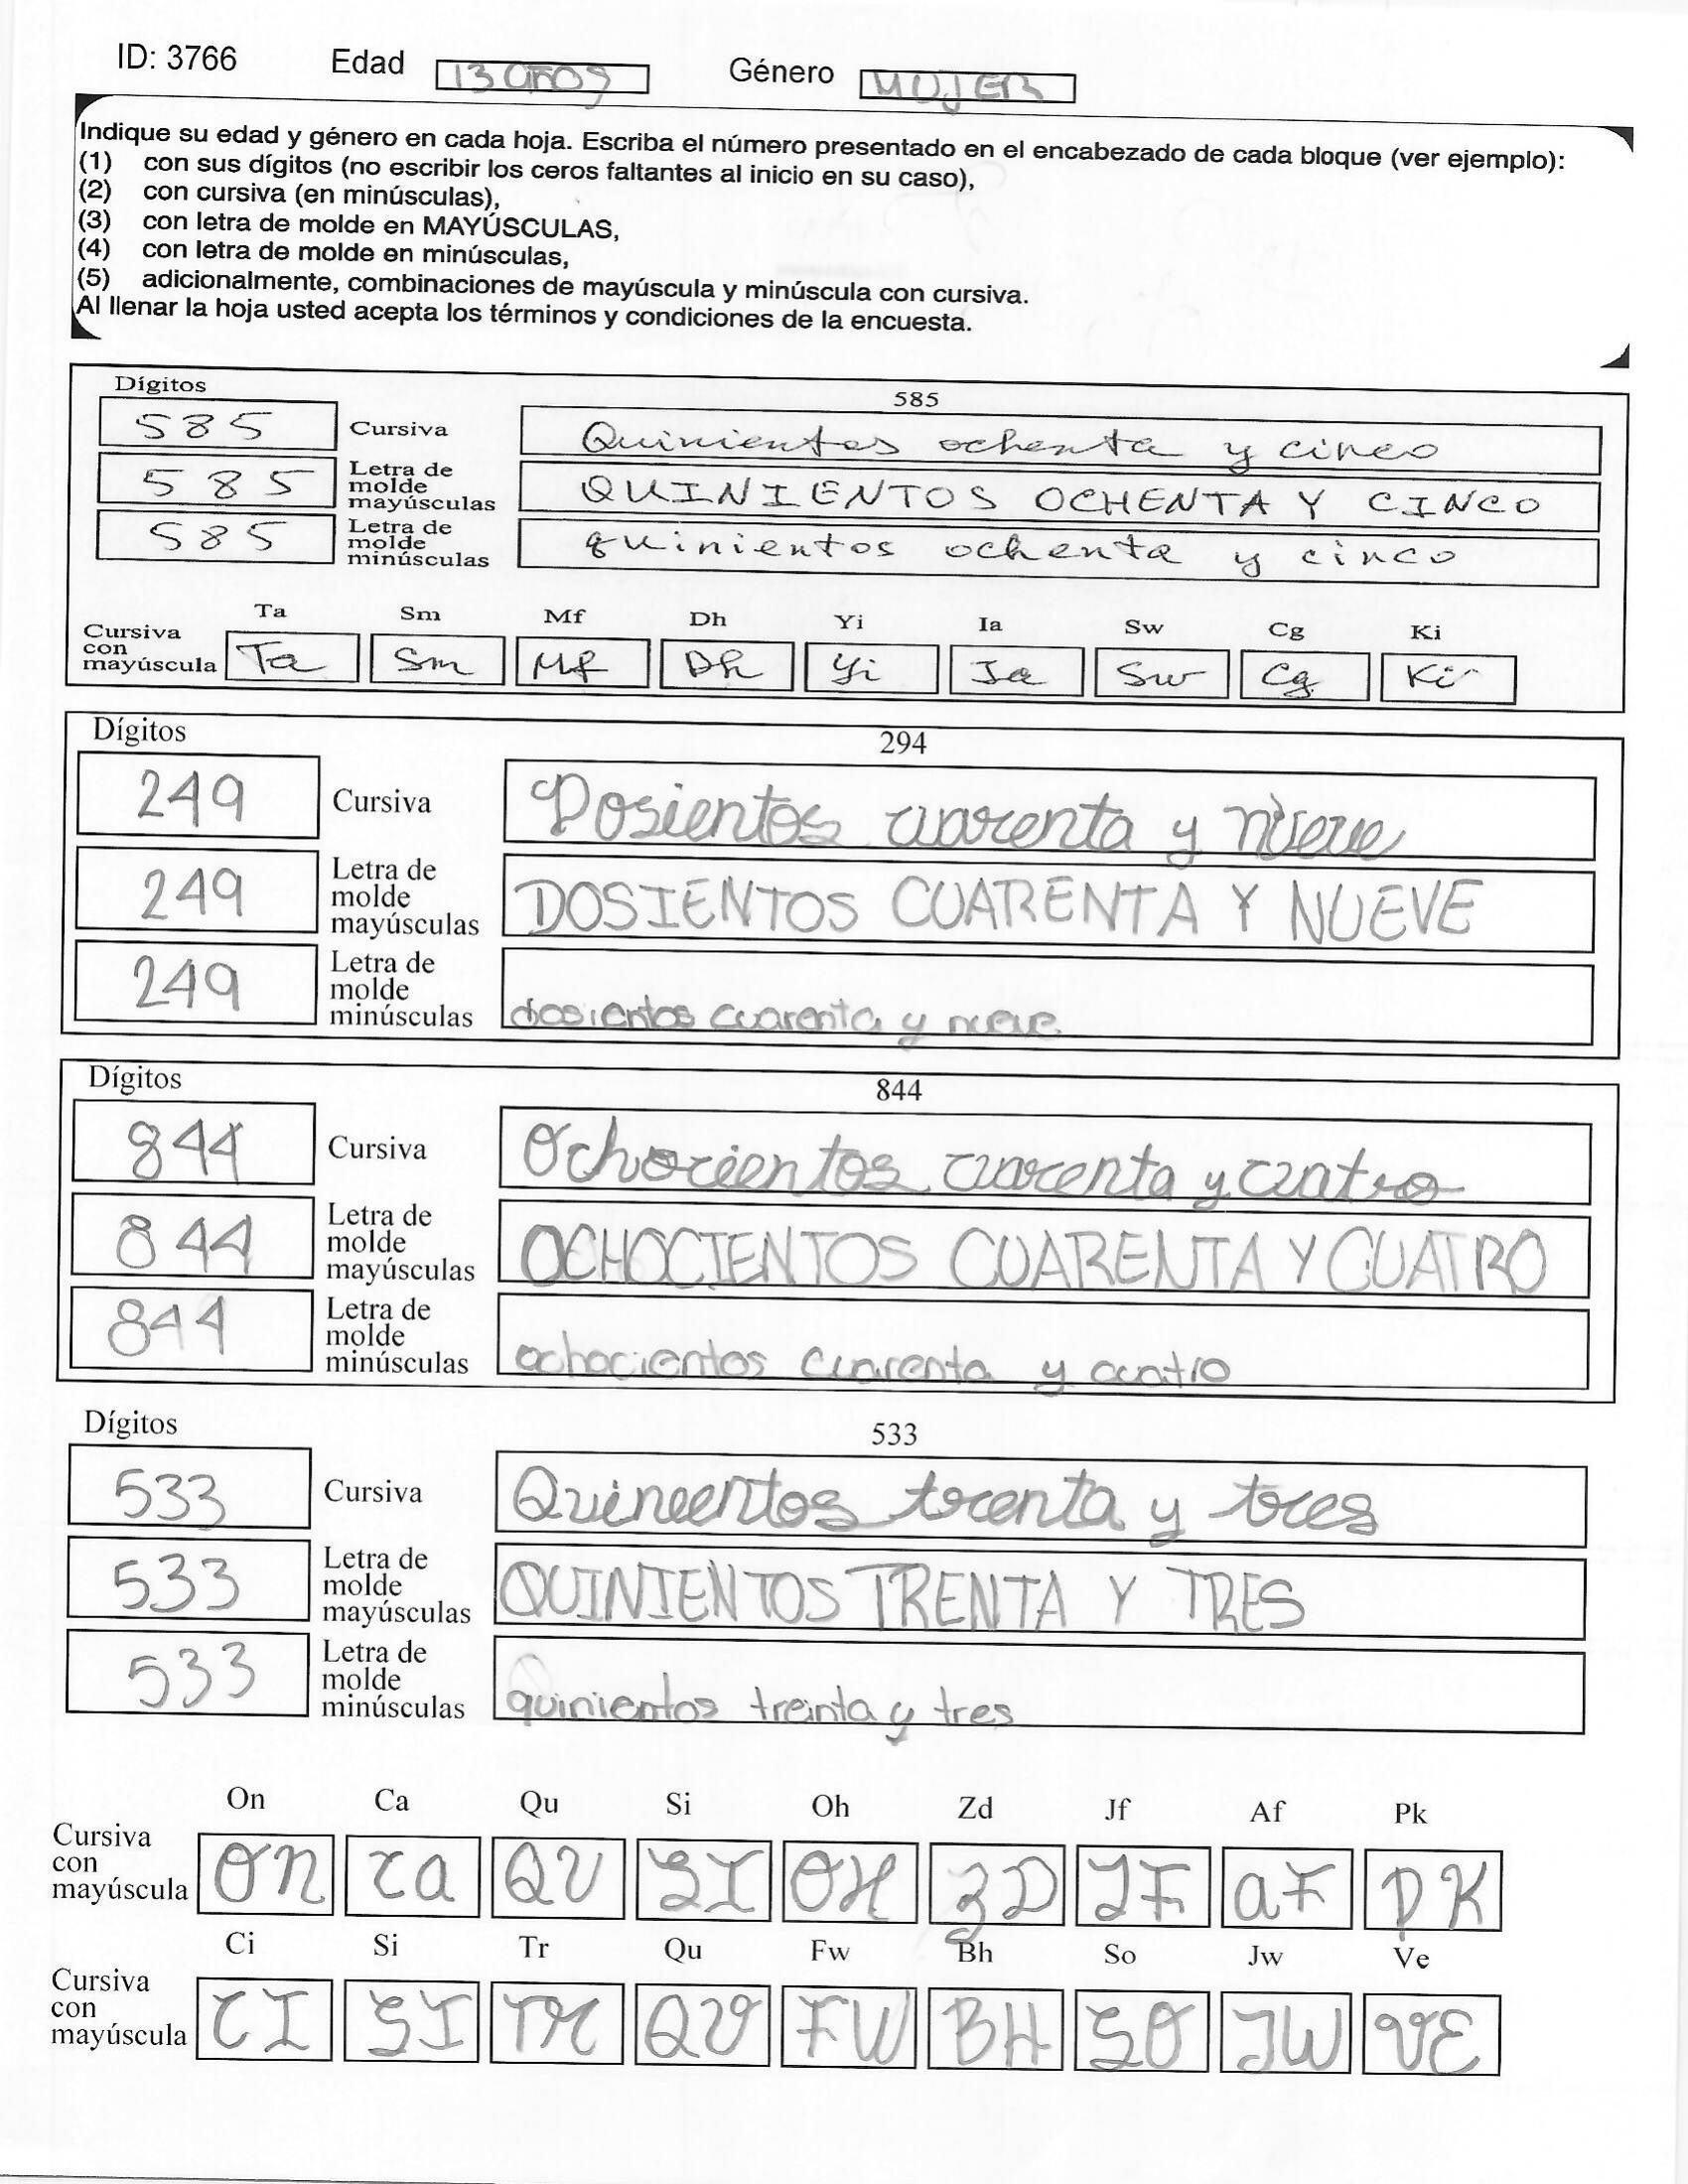 ID: 3766 Edad 13 años Género MUJER
Indique su edad y género en cada hoja. Escriba el número presentado en el encabezado de cada bloque (ver ejemplo):
(1) con sus dígitos (no escribir los ceros faltantes al inicio en su caso),
(2) con cursiva (en minúsculas),
(3) con letra de molde en MAYÚSCULAS,
(4) con letra de molde en minúsculas,
(5) adicionalmente, combinaciones de mayúscula y minúscula con cursiva.
Al llenar la hoja usted acepta los términos y condiciones de la encuesta.
Dígitos 585
585 Cursiva Quinientos ochenta y cinco
585 Letra de molde mayúsculas QUINIENTOS OCHENTA Y CINCO
585 Letra de molde minúsculas quinientos ochenta y cinco
Ta Sm Mf Dh Yi Ia Sw Cg Ki
Cursiva con mayúscula Ta Sm Mf Dh Yi Ia Sw Cg Ki
Dígitos 294
249 Cursiva Dosientos cuarenta y nueve
249 Letra de molde mayúsculas DOSIENTOS CUARENTA Y NUEVE
249 Letra de molde minúsculas dosientos cuarenta y nueve
Dígitos 844
844 Cursiva Ochocientos cuarenta y cuatro
844 Letra de molde mayúsculas OCHOCIENTOS CUARENTA Y CUATRO
844 Letra de molde minúsculas ochocientos cuarenta y cuatro
Dígitos 533
533 Cursiva Quineentos trenta y tres
533 Letra de molde mayúsculas QUINIENTOS TRENTA Y TRES
533 Letra de molde minúsculas quinientos treinta y tres
On Ca Qu Si Oh Zd Jf Af Pk
Cursiva con mayúscula ON CA QU SI OH ZD JF aF PK
Ci Si Tr Qu Fw Bh So Jw Ve
Cursiva con mayúscula CI SI TR QU FW BH SO JW VE